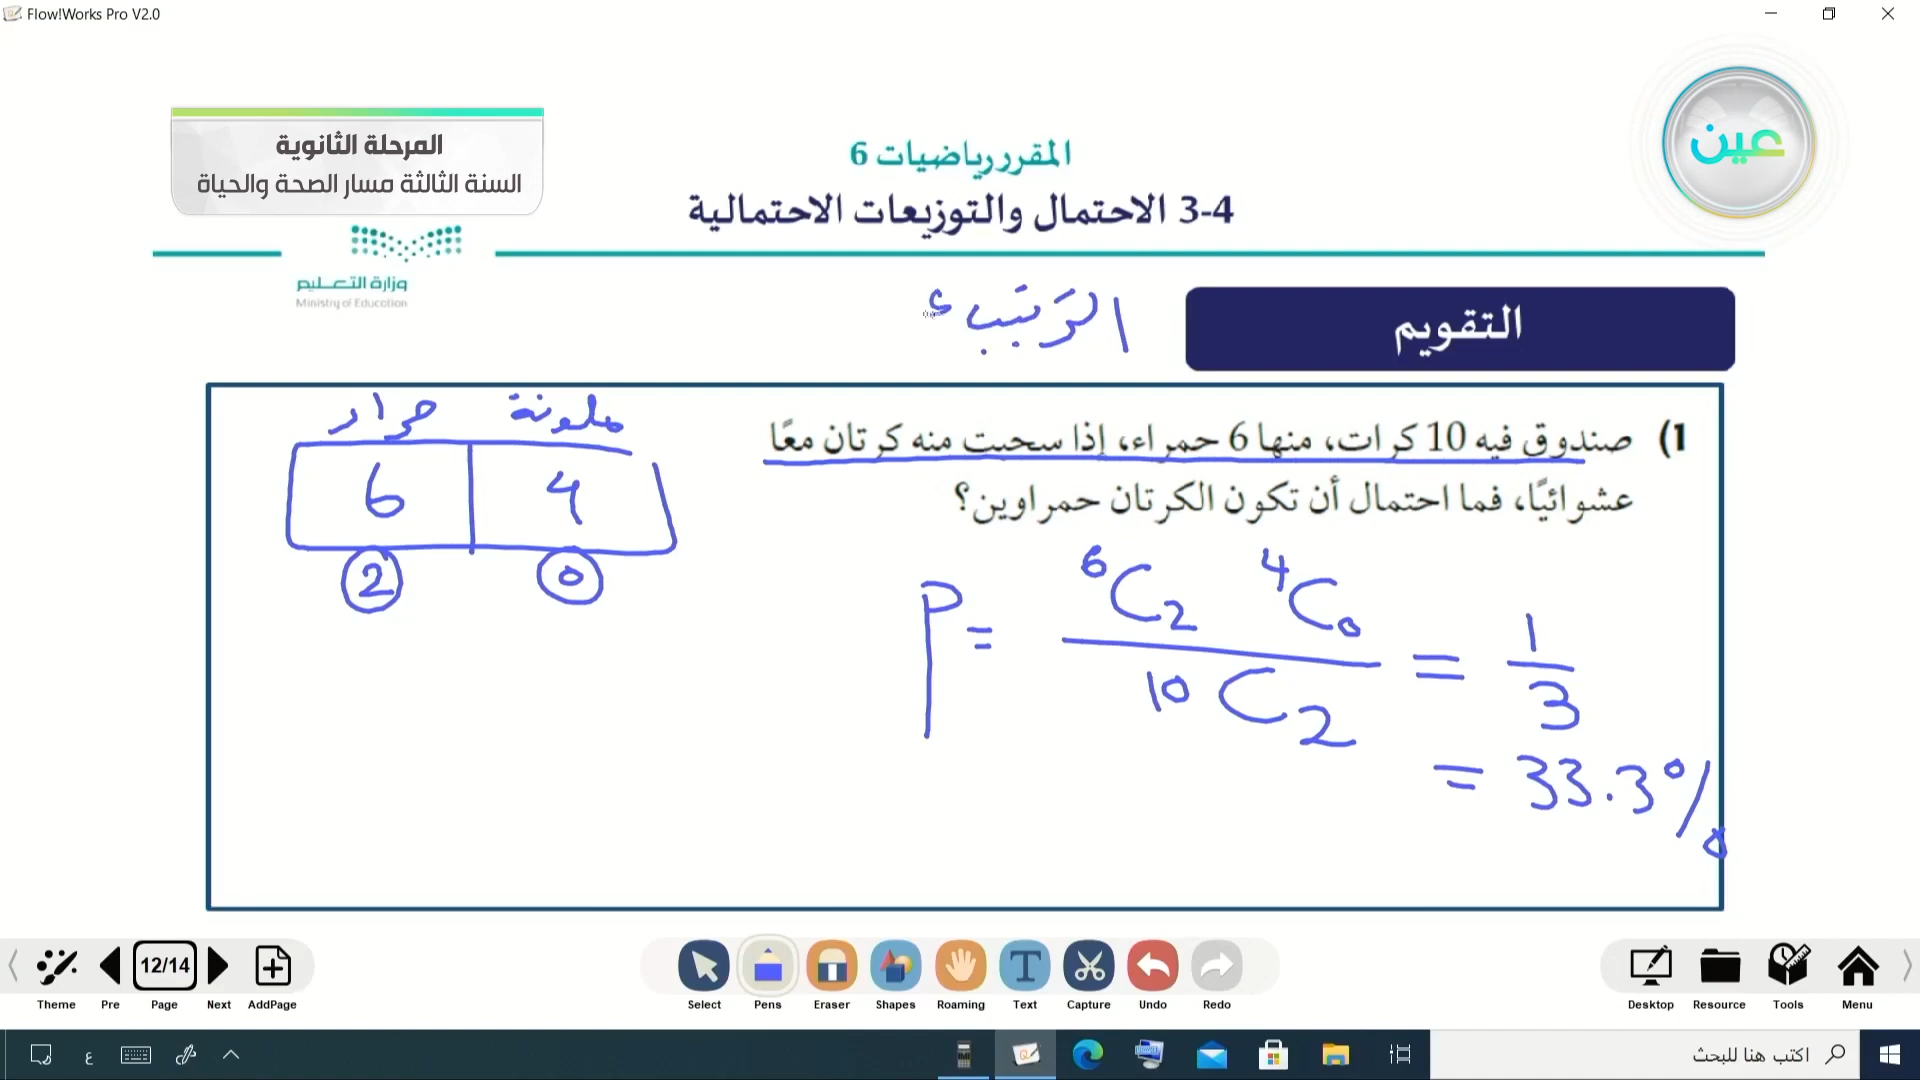 Flow!Works Pro V2.0
المرحلة الثانوية
السنة الثالثة مسار الصحة والحياة
وزارة التعليم
Ministry of Education
المقرر رياضيات 6
3-4 الاحتمال والتوزيعات الاحتمالية
عين
التقويم
1) صندوق فيه 10 كرات، منها 6 حمراء، إذا سحبت منه كرتان معًا
عشوائيًا، فما احتمال أن تكون الكرتان حمراوين؟
ملونة
6 4
2 0
P = 6C2 4C0 / 10C2 = 1/3
= 33.3%
12/14
Theme Pre Page Next AddPage
Select Pens Eraser Shapes Roaming Text Capture Undo Redo
Desktop Resource Tools Menu
ع
اكتب هنا للبحث